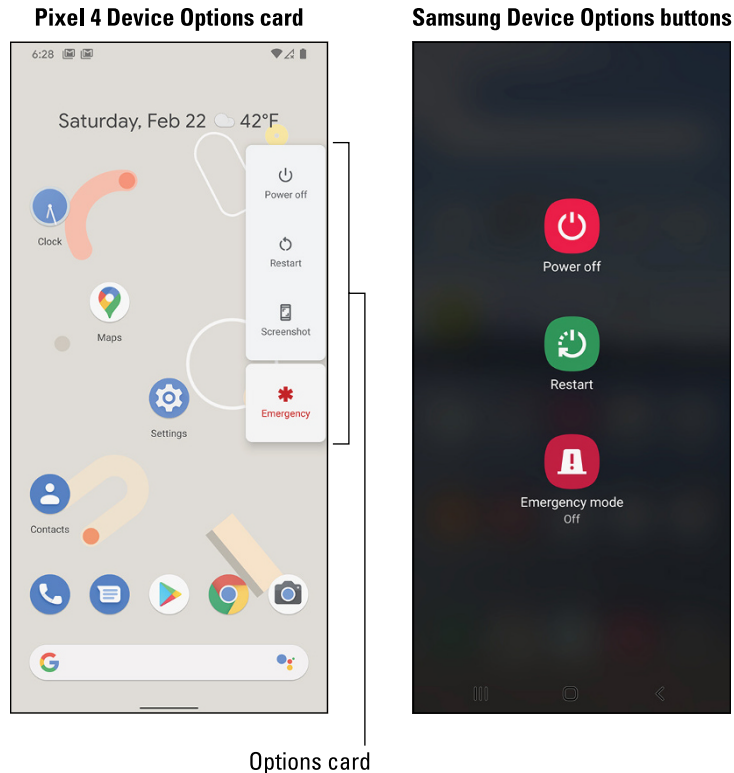 Pixel 4 Device Options card
Samsung Device Options buttons
6:28
Saturday, Feb 22 42°F
Power off
Clock
Restart
Maps
Screenshot
Emergency
Settings
Contacts
G
Options card
Power off
Restart
Emergency mode
Off